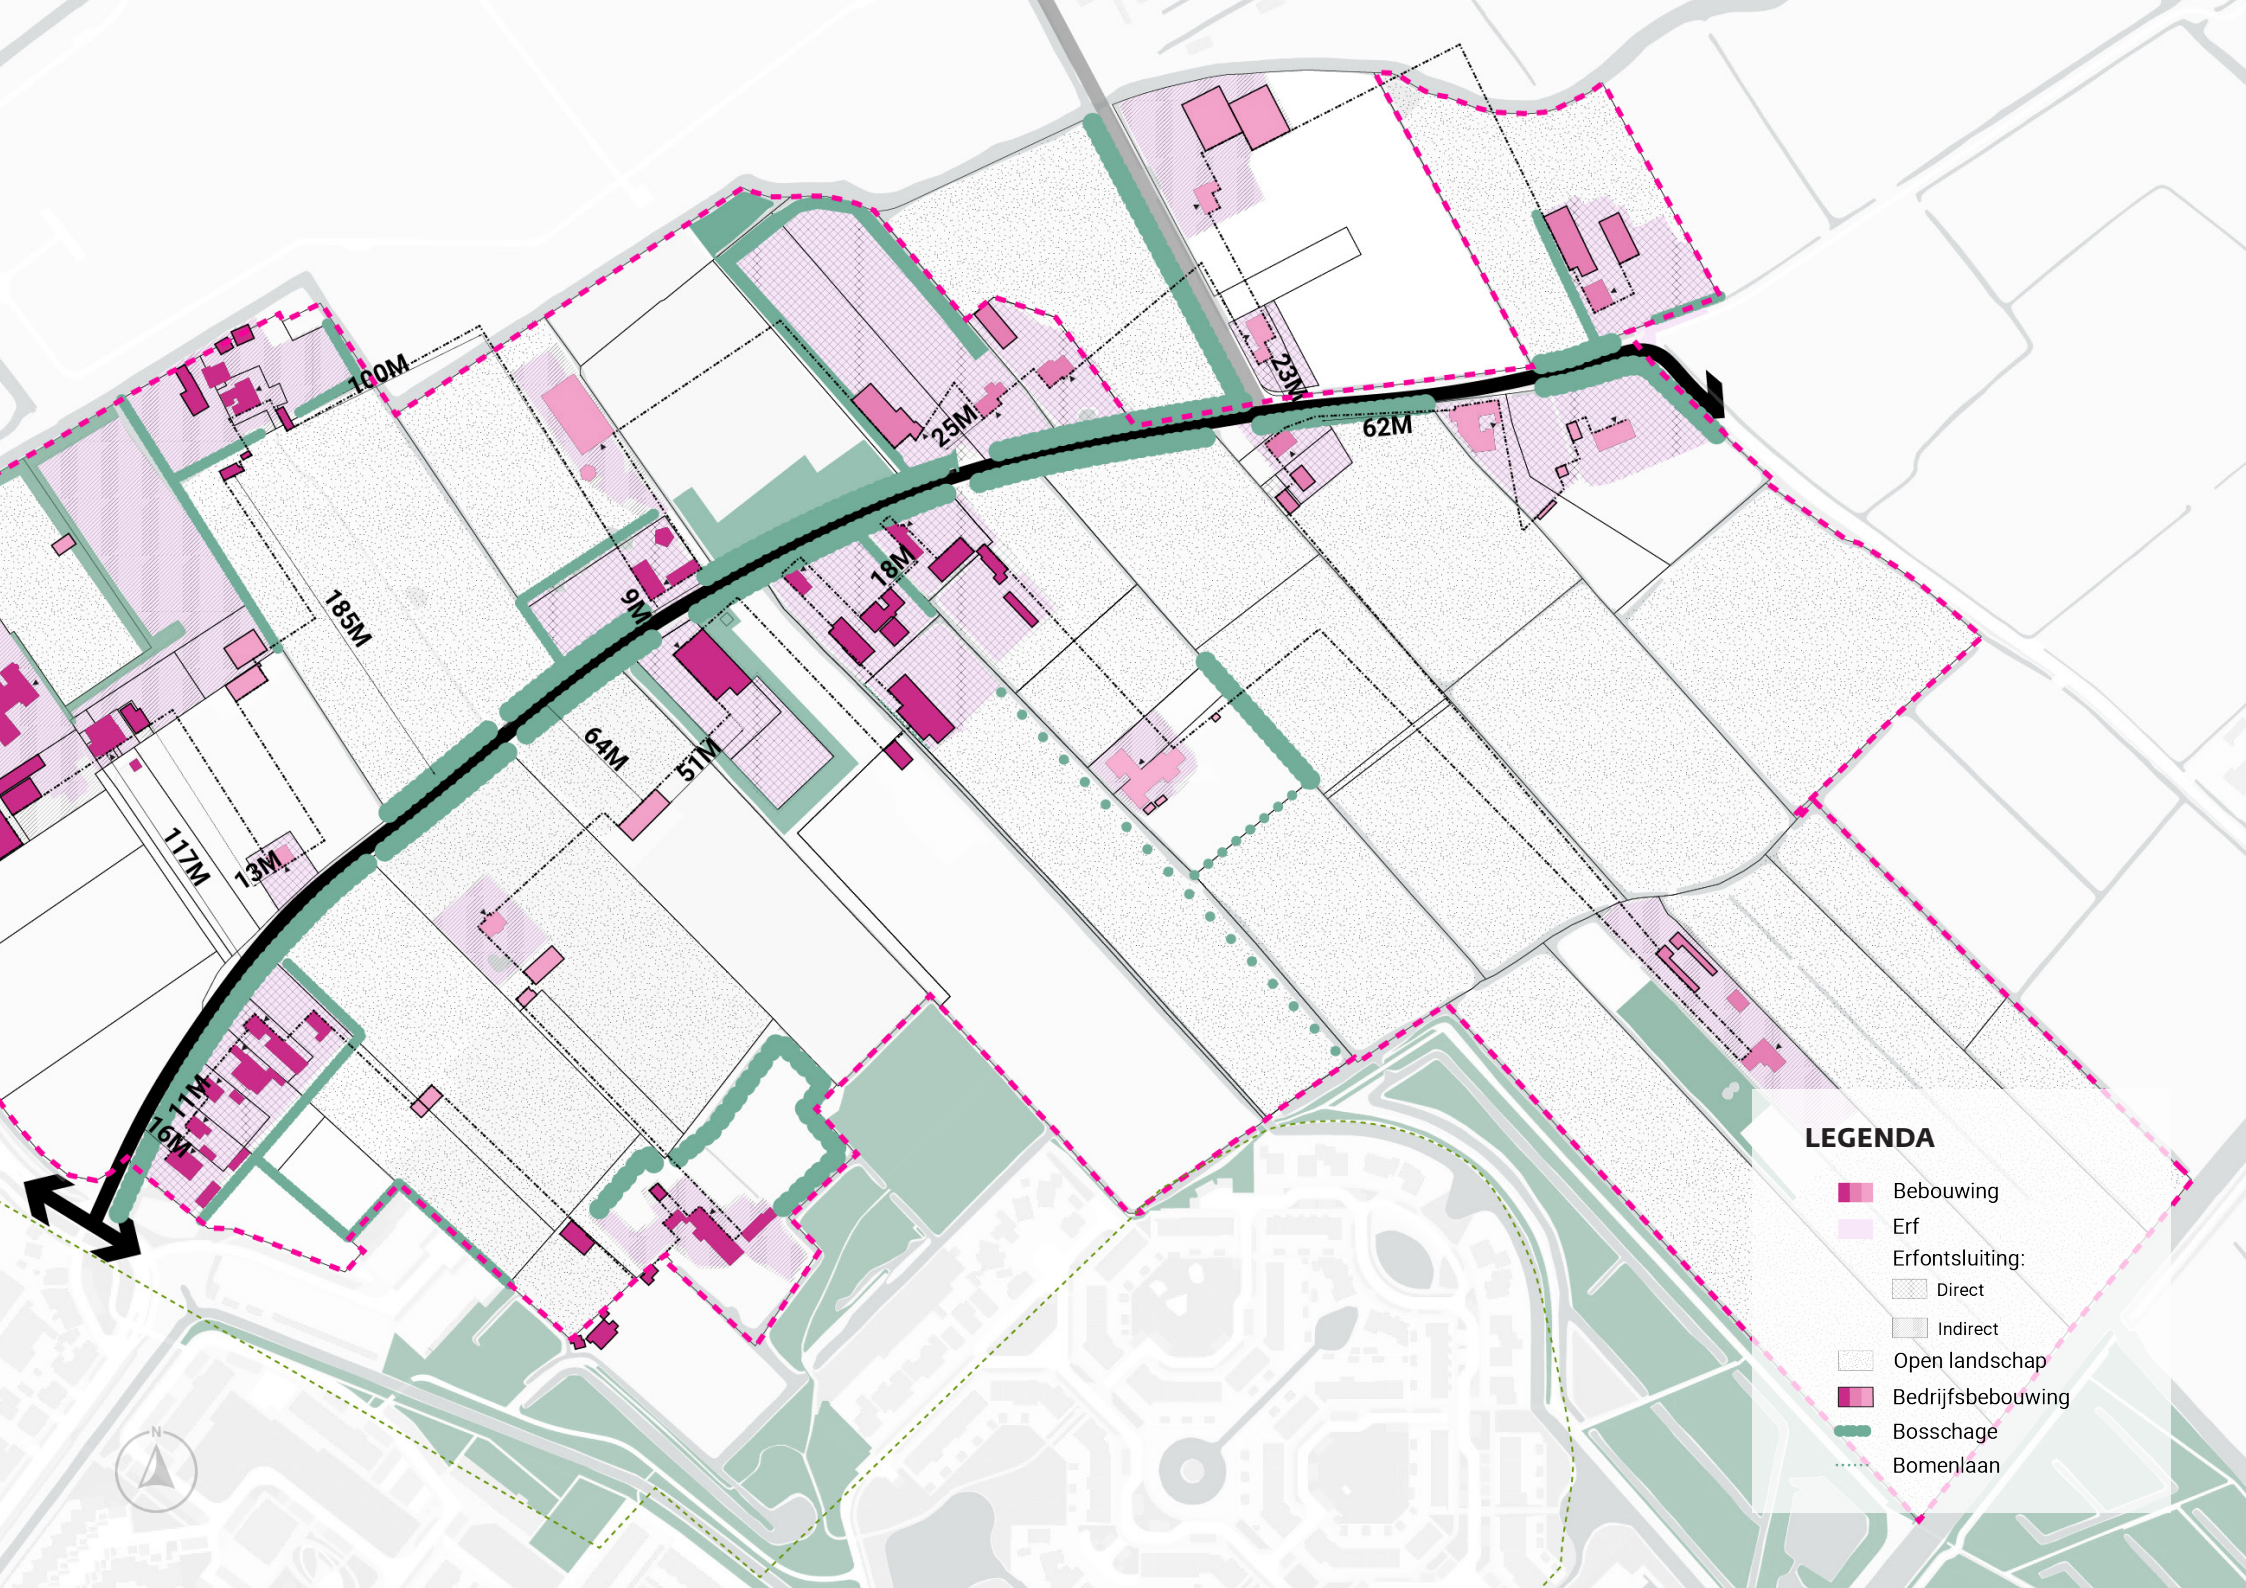 100M
23M
62M
25M
18M
9M
185M
64M
51M
117M
13M
11M
16M
LEGENDA
Bebouwing
Erf
Erfontsluiting:
Direct
Indirect
Open landschap
Bedrijfsbebouwing
Bosschage
Bomenlaan
N